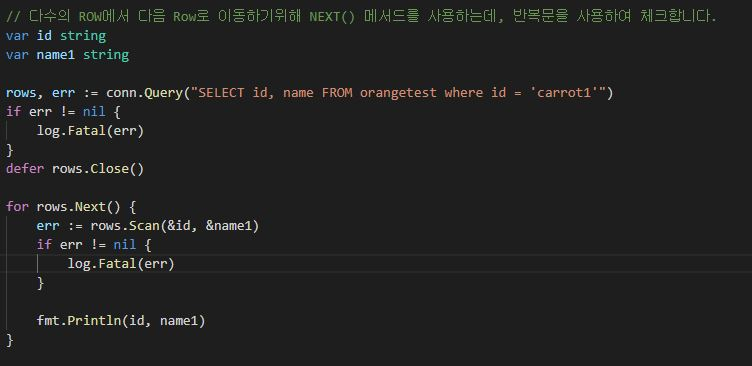 // 다수의 ROW에서 다음 Row로 이동하기위해 NEXT() 메서드를 사용하는데, 반복문을 사용하여 체크합니다.
var id string
var name1 string
rows, err := conn.Query("SELECT id, name FROM orangetest where id = 'carrot1'")
if err != nil {
    log.Fatal(err)
}
defer rows.Close()
for rows.Next() {
    err := rows.Scan(&id, &name1)
    if err != nil {
        log.Fatal(err)
    }
    fmt.Println(id, name1)
}